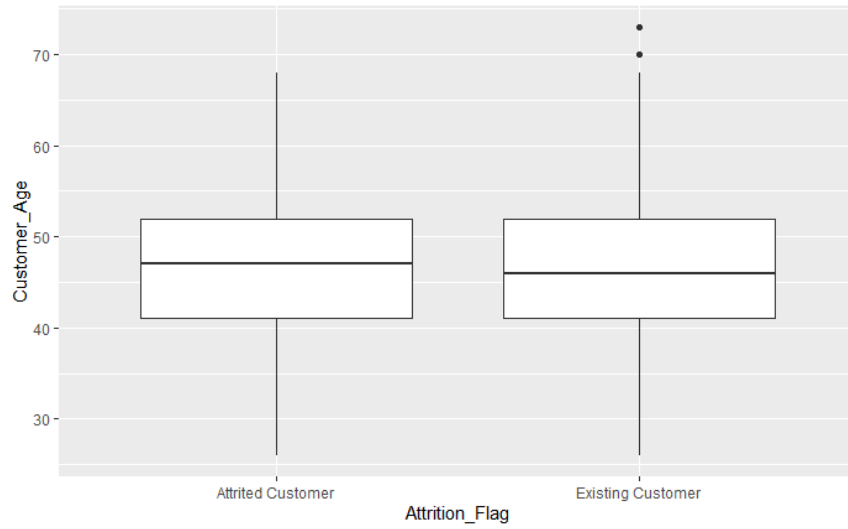 70
60
50
40
30
Customer_Age
Attrited Customer
Existing Customer
Attrition_Flag